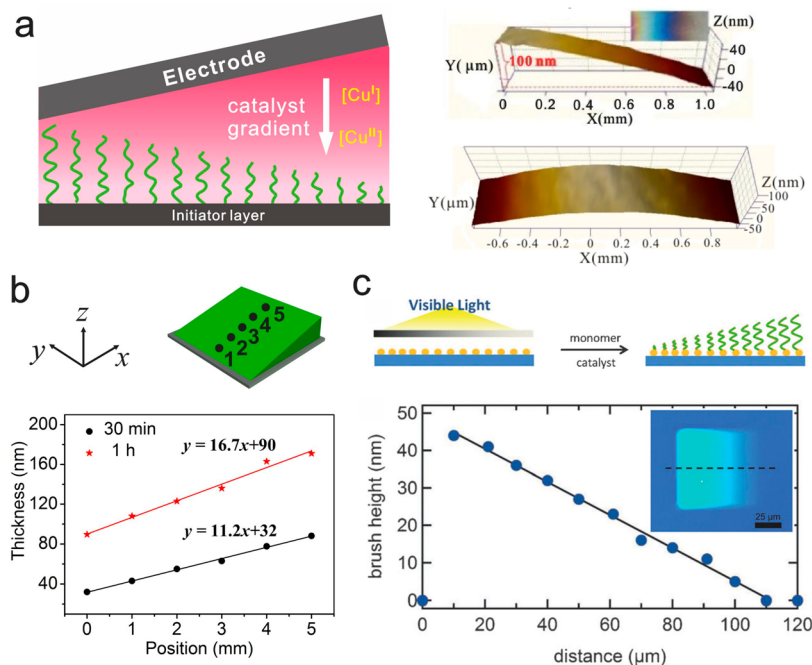 a
Electrode
catalyst
gradient
[Cuᴵ]
[Cuᴵᴵ]
Initiator layer
Z(nm)
40
0
-40
Y( µm)
100 nm
0 0.2 0.4 0.6 0.8 1.0
X(mm)
Z(nm)
100
50
0
-50
Y(µm)
-0.6 -0.4 -0.2 0 0.2 0.4 0.6 0.8
X(mm)
b
z
y
x
1 2 3 4 5
200
160
120
80
40
Thickness (nm)
30 min
1 h
y = 16.7x+90
y = 11.2x+32
0 1 2 3 4 5
Position (mm)
c
Visible Light
monomer
catalyst
50
40
30
20
10
0
brush height (nm)
25 µm
0 20 40 60 80 100 120
distance (µm)